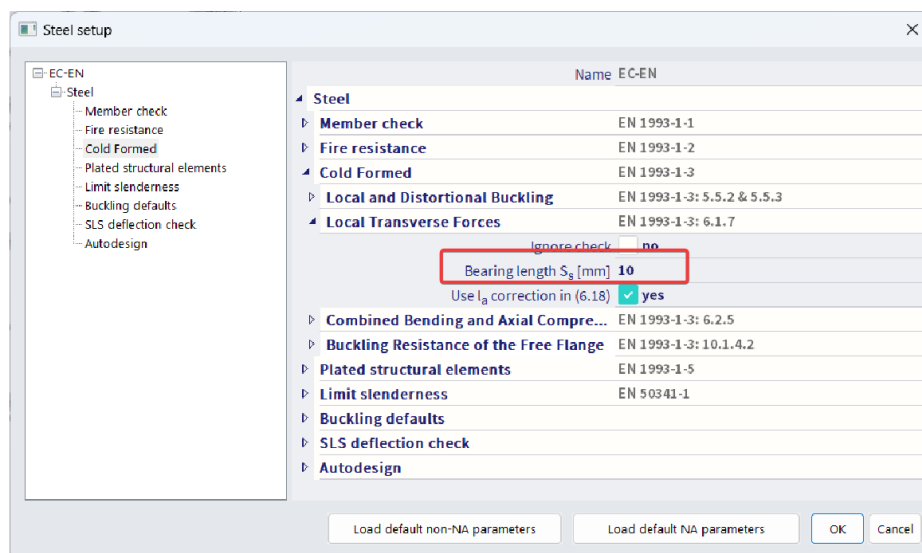 Steel setup
EC-EN
Steel
Member check
Fire resistance
Cold Formed
Plated structural elements
Limit slenderness
Buckling defaults
SLS deflection check
Autodesign
Name EC-EN
Steel
Member check EN 1993-1-1
Fire resistance EN 1993-1-2
Cold Formed EN 1993-1-3
Local and Distortional Buckling EN 1993-1-3: 5.5.2 & 5.5.3
Local Transverse Forces EN 1993-1-3: 6.1.7
Ignore check no
Bearing length Ss [mm] 10
Use la correction in (6.18) yes
Combined Bending and Axial Compre... EN 1993-1-3: 6.2.5
Buckling Resistance of the Free Flange EN 1993-1-3: 10.1.4.2
Plated structural elements EN 1993-1-5
Limit slenderness EN 50341-1
Buckling defaults
SLS deflection check
Autodesign
Load default non-NA parameters Load default NA parameters OK Cancel